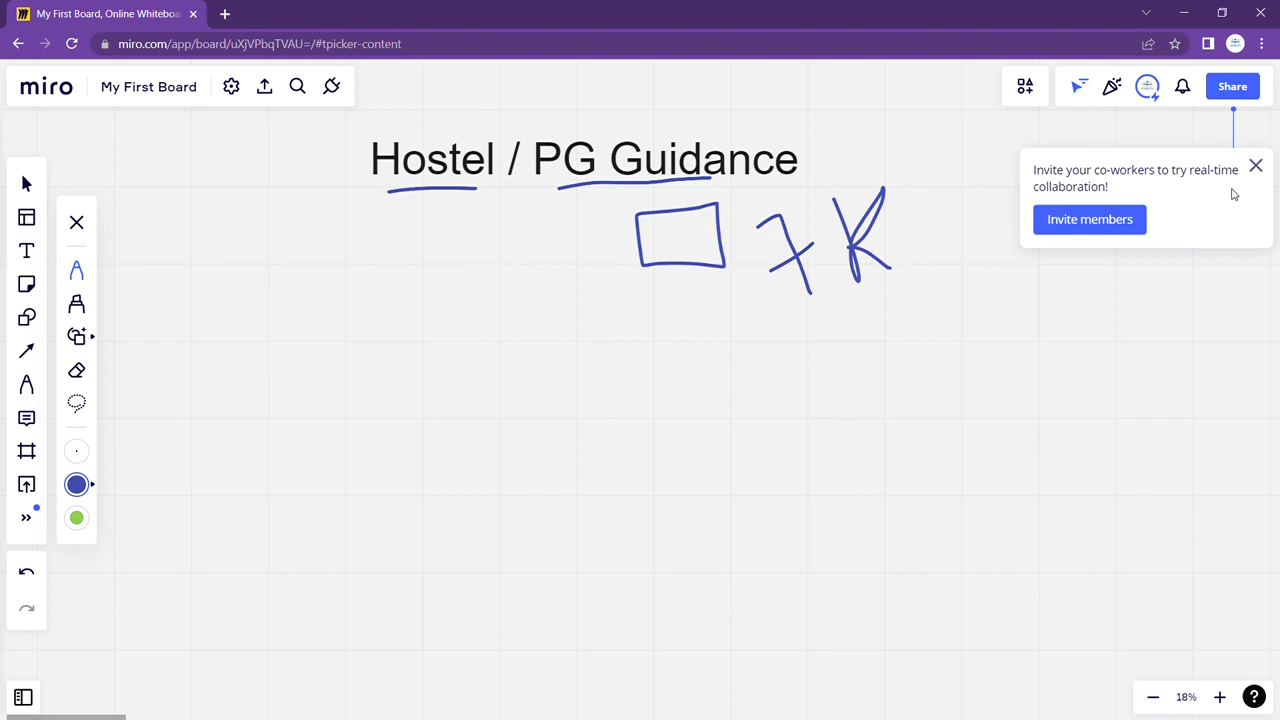 My First Board, Online Whiteboa
miro.com/app/board/uXjVPbqTVAU=/#tpicker-content
miro
My First Board
Share
Hostel / PG Guidance
Invite your co-workers to try real-time
collaboration!
Invite members
7 K
18%